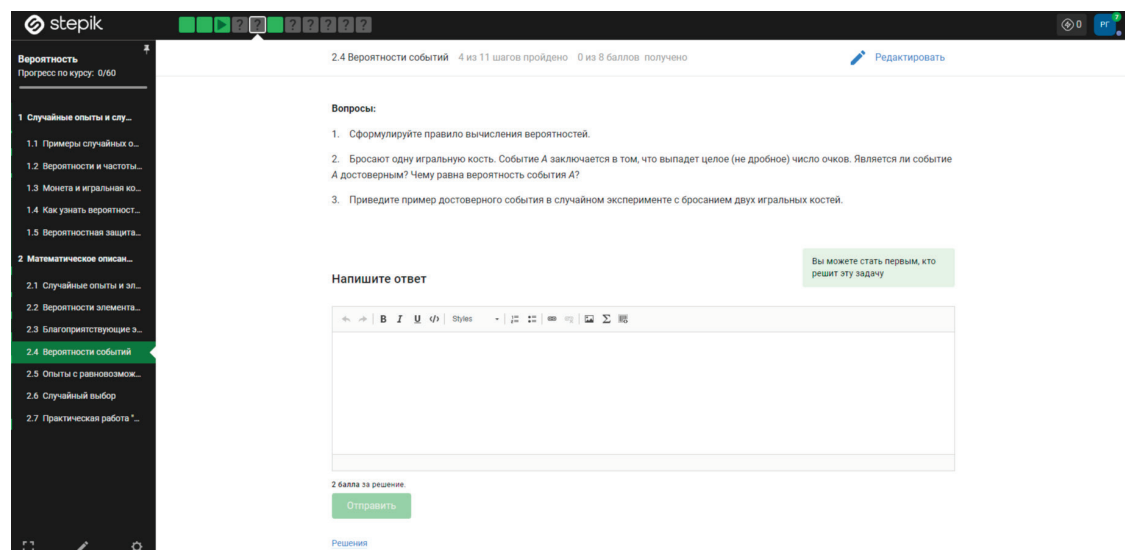 stepik
? ? ? ? ? ? ?
0
РГ
7
Вероятность
Прогресс по курсу: 0/60
1 Случайные опыты и слу...
1.1 Примеры случайных о...
1.2 Вероятности и частоты...
1.3 Монета и игральная ко...
1.4 Как узнать вероятност...
1.5 Вероятностная защита...
2 Математическое описан...
2.1 Случайные опыты и эл...
2.2 Вероятности элемента...
2.3 Благоприятствующие э...
2.4 Вероятности событий
2.5 Опыты с равновозмож...
2.6 Случайный выбор
2.7 Практическая работа "...
2.4 Вероятности событий 4 из 11 шагов пройдено 0 из 8 баллов получено
Редактировать
Вопросы:
1. Сформулируйте правило вычисления вероятностей.
2. Бросают одну игральную кость. Событие A заключается в том, что выпадет целое (не дробное) число очков. Является ли событие
A достоверным? Чему равна вероятность события A?
3. Приведите пример достоверного события в случайном эксперименте с бросанием двух игральных костей.
Вы можете стать первым, кто
решит эту задачу
Напишите ответ
B I U </> Styles Σ
2 балла за решение.
Отправить
Решения